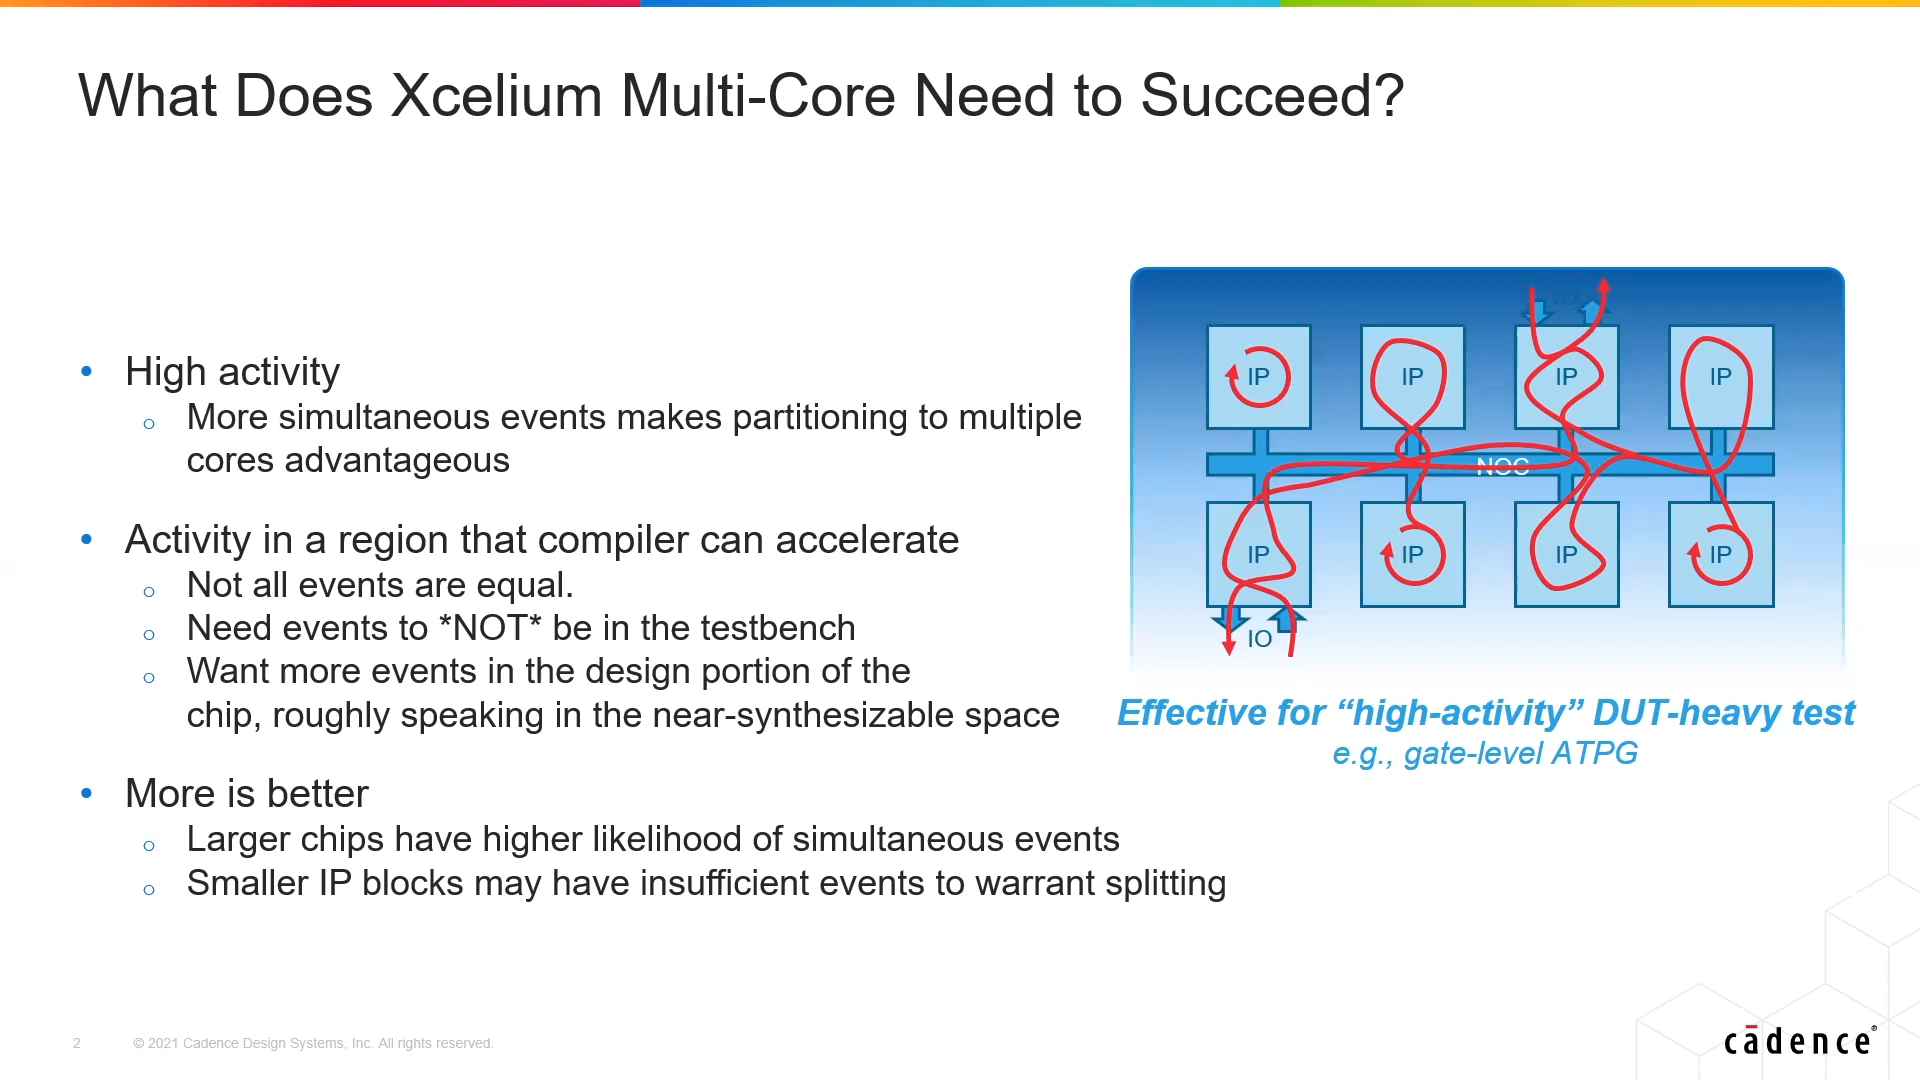 What Does Xcelium Multi-Core Need to Succeed?
• High activity
○ More simultaneous events makes partitioning to multiple
cores advantageous
• Activity in a region that compiler can accelerate
○ Not all events are equal.
○ Need events to *NOT* be in the testbench
○ Want more events in the design portion of the
chip, roughly speaking in the near-synthesizable space
• More is better
○ Larger chips have higher likelihood of simultaneous events
○ Smaller IP blocks may have insufficient events to warrant splitting
IO
IP IP IP IP
NOC
IP IP IP IP
IO
Effective for “high-activity” DUT-heavy test
e.g., gate-level ATPG
2 © 2021 Cadence Design Systems, Inc. All rights reserved.
cādence®